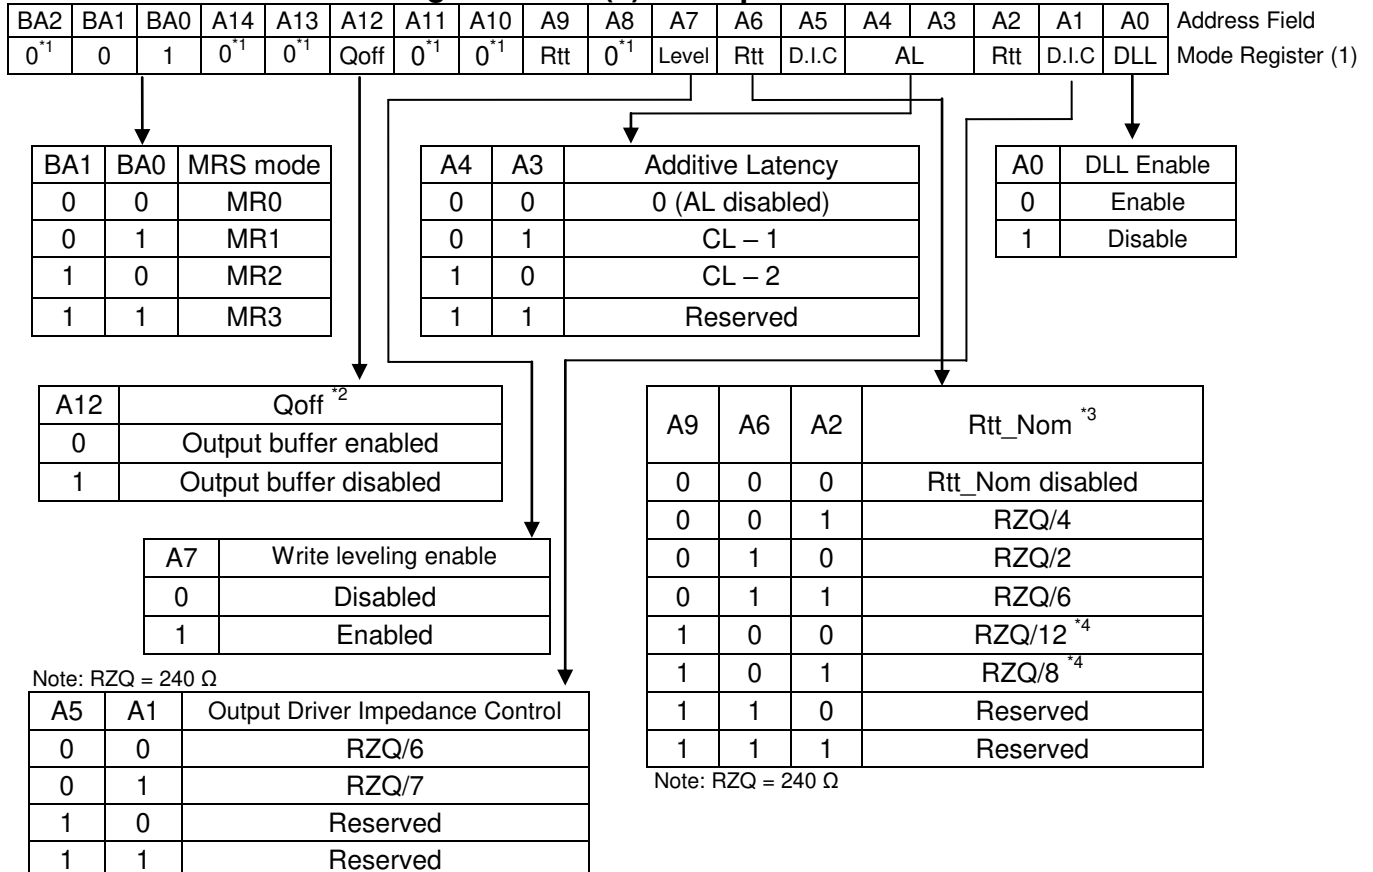 BA2 BA1 BA0 A14 A13 A12 A11 A10 A9 A8 A7 A6 A5 A4 A3 A2 A1 A0 Address Field
0*1 0 1 0*1 0*1 Qoff 0*1 0*1 Rtt 0*1 Level Rtt D.I.C AL Rtt D.I.C DLL Mode Register (1)
BA1 BA0 MRS mode
0 0 MR0
0 1 MR1
1 0 MR2
1 1 MR3
A4 A3 Additive Latency
0 0 0 (AL disabled)
0 1 CL – 1
1 0 CL – 2
1 1 Reserved
A0 DLL Enable
0 Enable
1 Disable
A12 Qoff *2
0 Output buffer enabled
1 Output buffer disabled
A7 Write leveling enable
0 Disabled
1 Enabled
Note: RZQ = 240 Ω
A5 A1 Output Driver Impedance Control
0 0 RZQ/6
0 1 RZQ/7
1 0 Reserved
1 1 Reserved
A9 A6 A2 Rtt_Nom *3
0 0 0 Rtt_Nom disabled
0 0 1 RZQ/4
0 1 0 RZQ/2
0 1 1 RZQ/6
1 0 0 RZQ/12 *4
1 0 1 RZQ/8 *4
1 1 0 Reserved
1 1 1 Reserved
Note: RZQ = 240 Ω